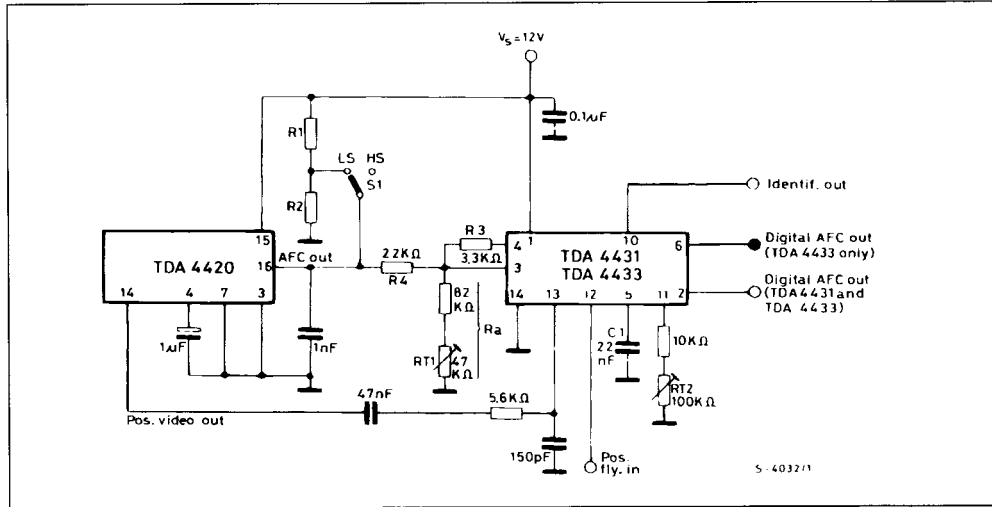 Vs=12V
0.1µF
R1
LS HS
S1
R2
Identif. out
15
TDA 4420
16
AFC out
22KΩ
R4
R3
3,3KΩ
4
3
1
10
TDA 4431
TDA 4433
6
2
Digital AFC out
(TDA 4433 only)
Digital AFC out
(TDA4431 and
TDA 4433)
14
4
7
3
14
13
12
5
11
1µF
1nF
82
KΩ
Ra
RT1
47
KΩ
C1
22
nF
10KΩ
RT2
100KΩ
47nF
5.6KΩ
Pos. video out
150pF
Pos.
fly. in
S-4032/1